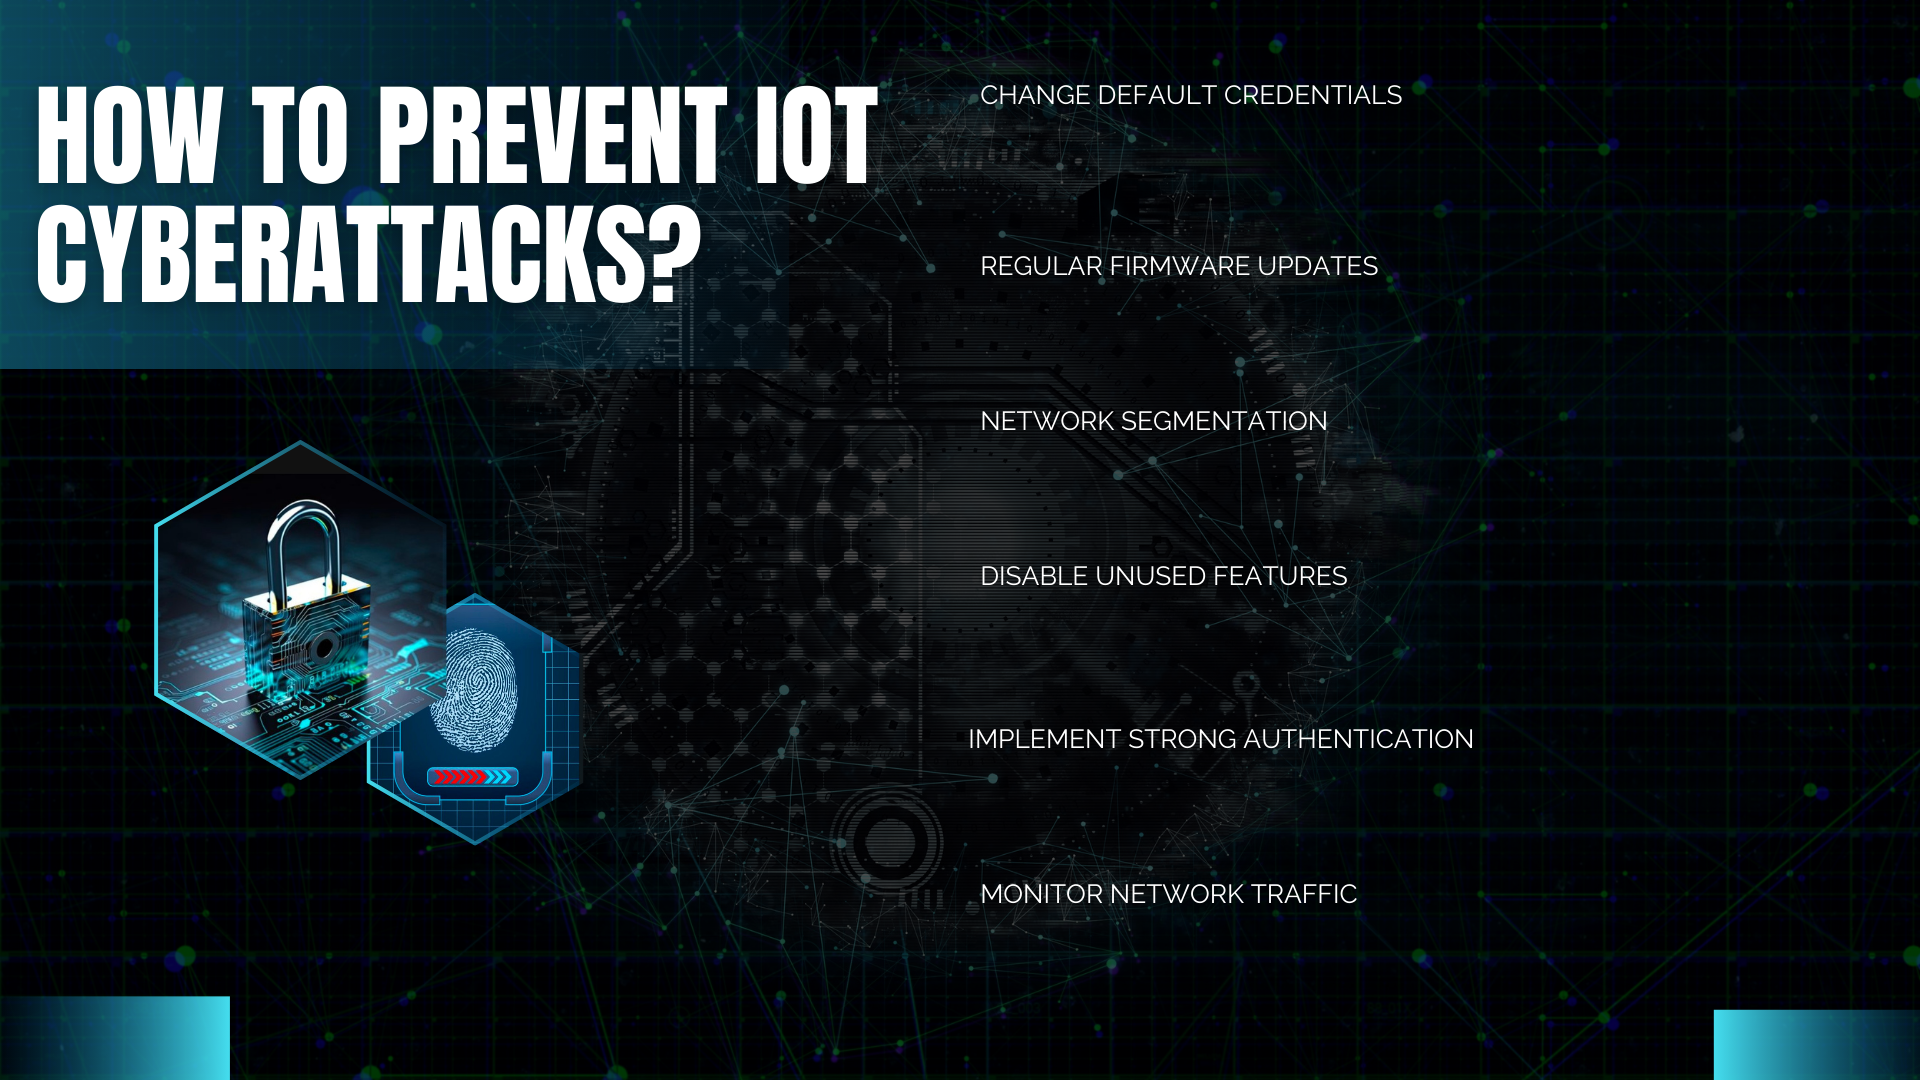 HOW TO PREVENT IOT
CYBERATTACKS?
CHANGE DEFAULT CREDENTIALS
REGULAR FIRMWARE UPDATES
NETWORK SEGMENTATION
DISABLE UNUSED FEATURES
IMPLEMENT STRONG AUTHENTICATION
MONITOR NETWORK TRAFFIC